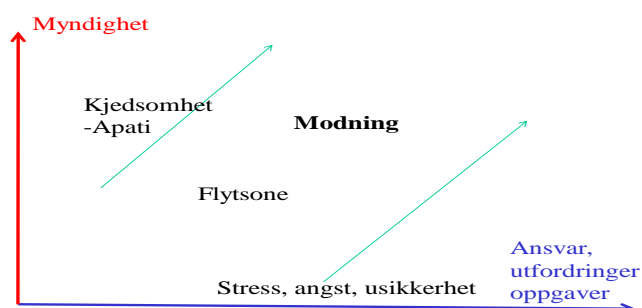 Myndighet
Kjedsomhet
-Apati
Modning
Flytsone
Ansvar,
utfordringer
oppgaver
Stress, angst, usikkerhet